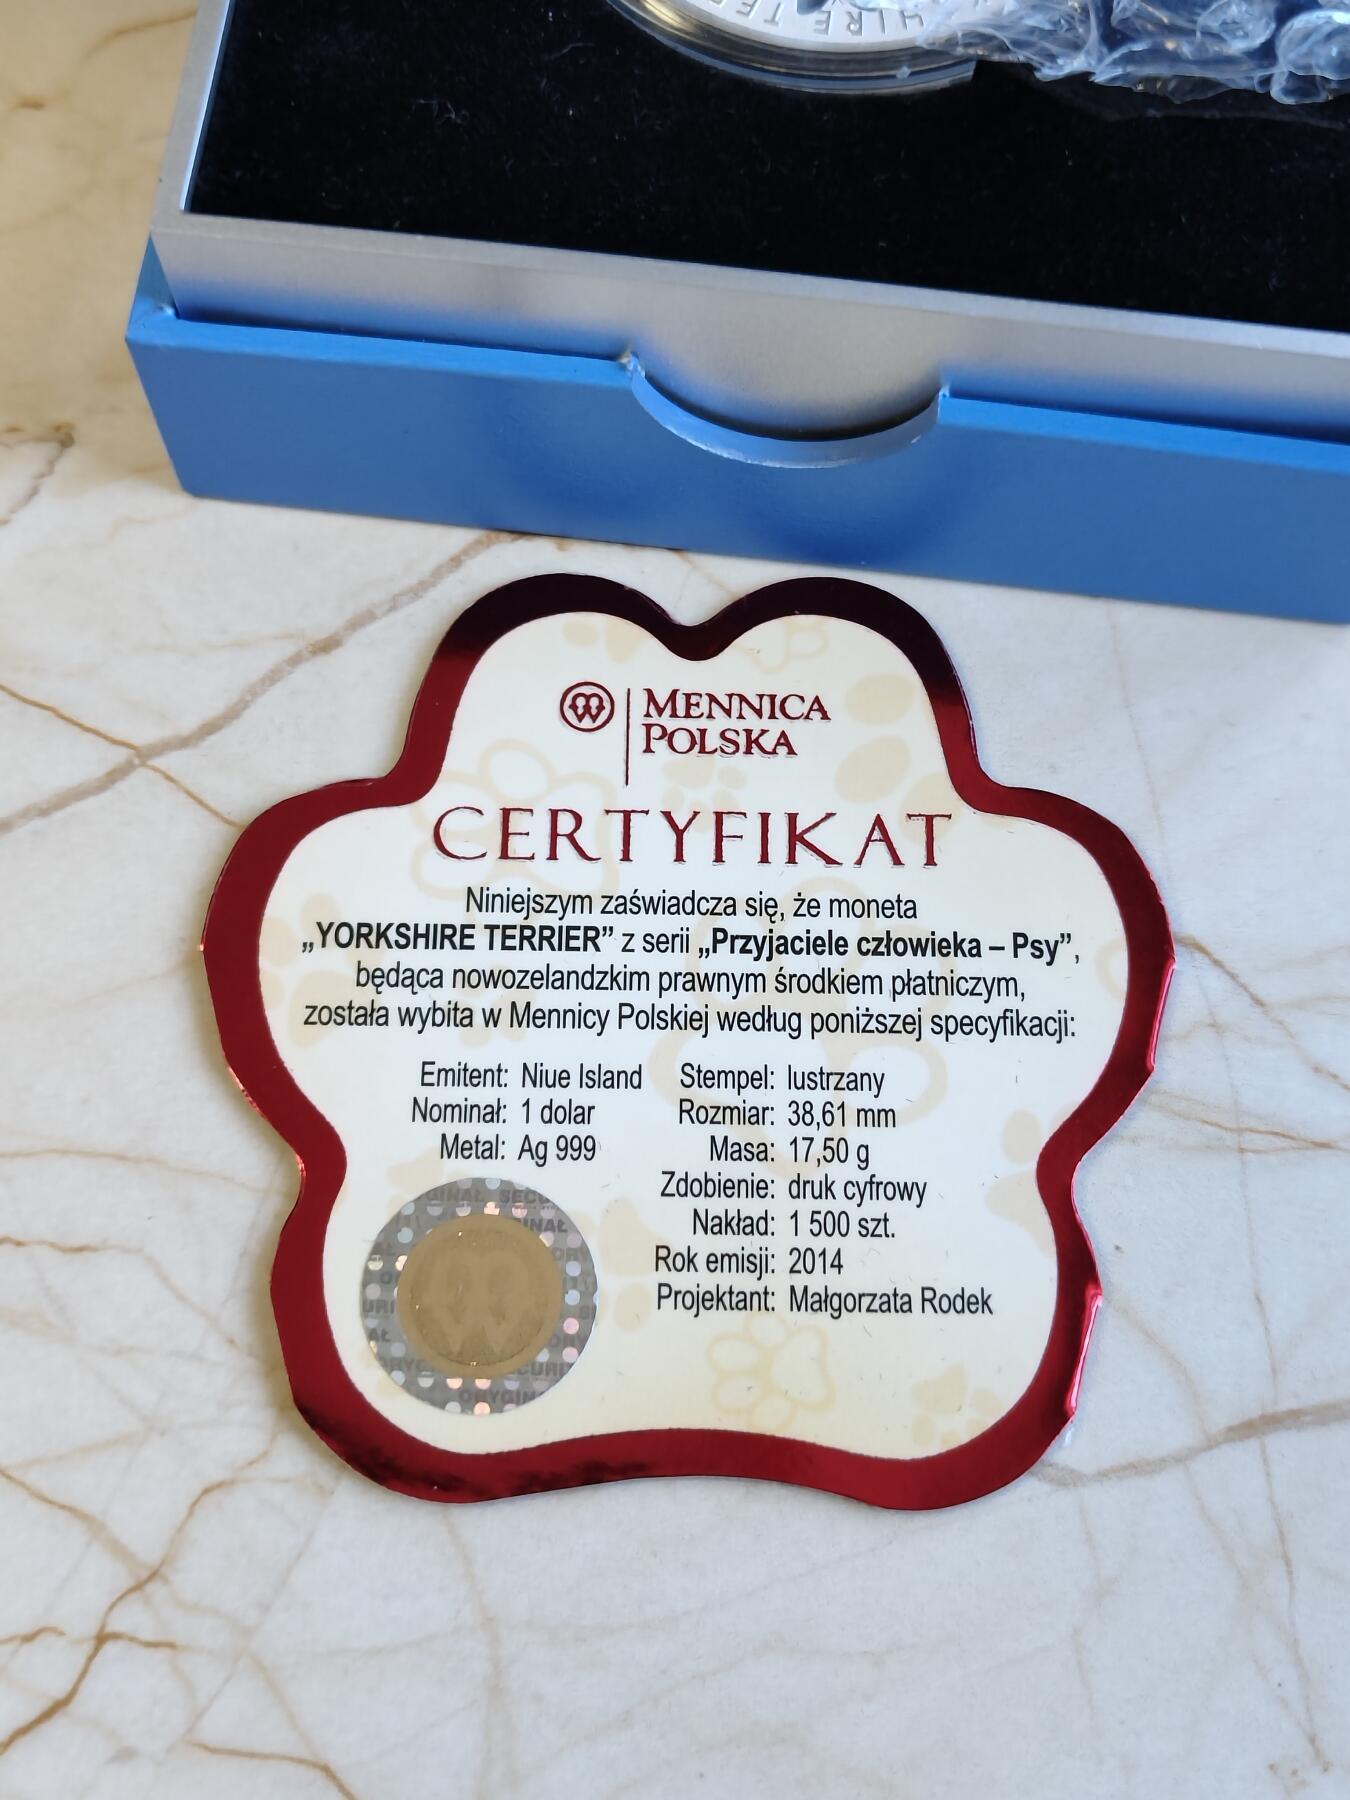 MENNICA
POLSKA
CERTYFIKAT
Niniejszym zaświadcza się, że moneta
„YORKSHIRE TERRIER” z serii „Przyjaciele człowieka – Psy”,
będąca nowozelandzkim prawnym środkiem płatniczym,
została wybita w Mennicy Polskiej według poniższej specyfikacji:
Emitent: Niue Island
Nominał: 1 dolar
Metal: Ag 999
Stempel: lustrzany
Rozmiar: 38,61 mm
Masa: 17,50 g
Zdobienie: druk cyfrowy
Nakład: 1 500 szt.
Rok emisji: 2014
Projektant: Małgorzata Rodek